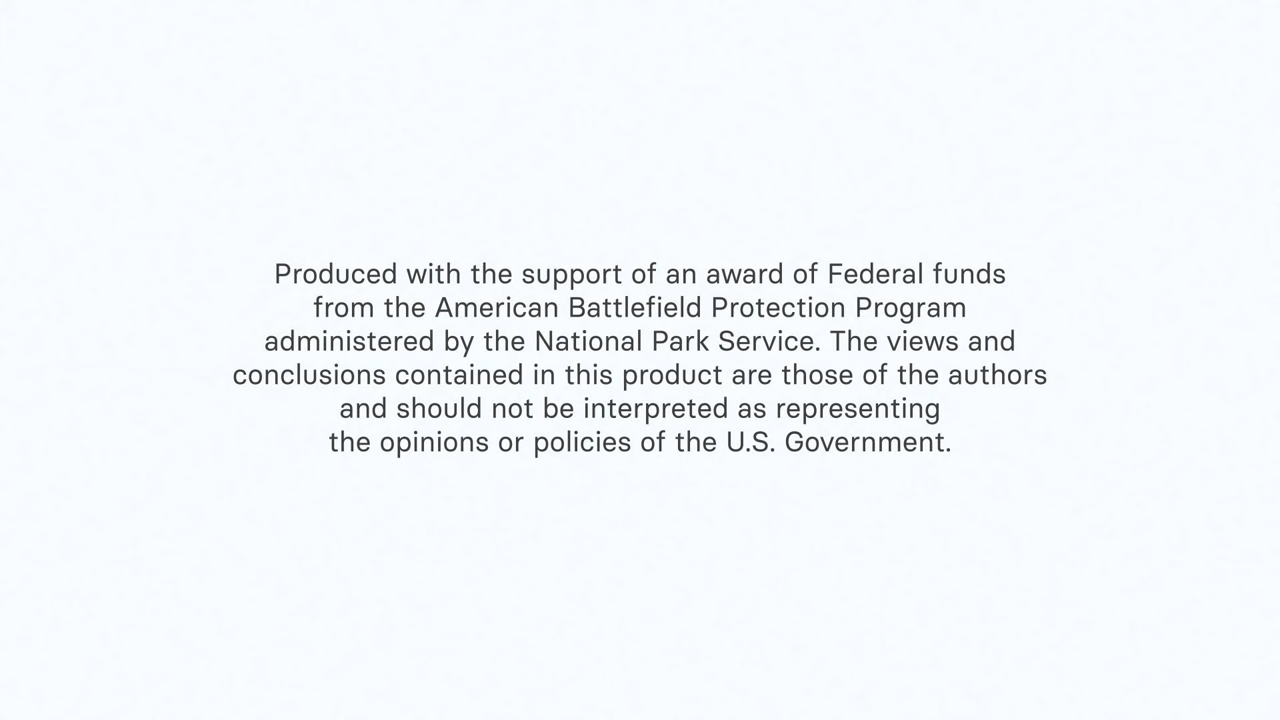 Produced with the support of an award of Federal funds
from the American Battlefield Protection Program
administered by the National Park Service. The views and
conclusions contained in this product are those of the authors
and should not be interpreted as representing
the opinions or policies of the U.S. Government.